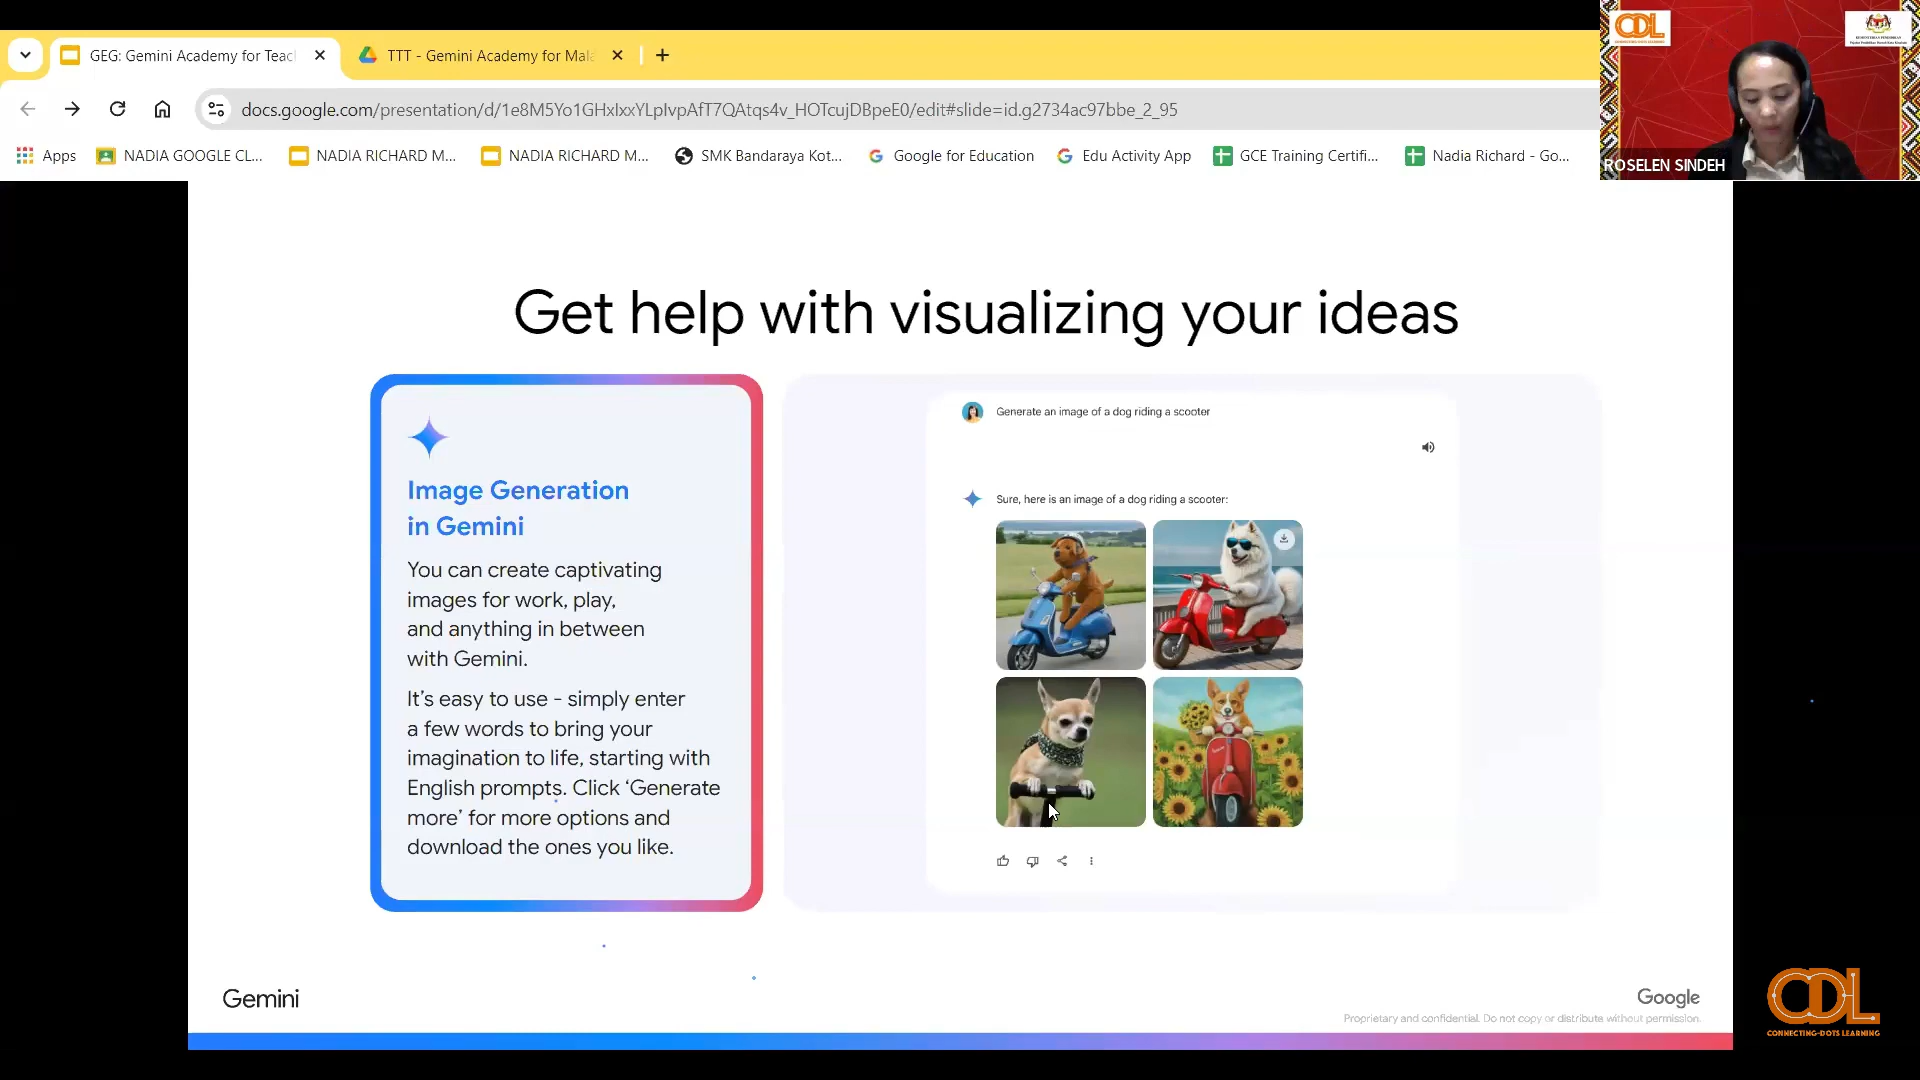 GEG: Gemini Academy for Teac
TTT - Gemini Academy for Mala
docs.google.com/presentation/d/1e8M5Yo1GHxIxxYLpIvpAfT7QAtqs4v_HOTcujDBpeE0/edit#slide=id.g2734ac97bbe_2_95
Apps
NADIA GOOGLE CL...
NADIA RICHARD M...
NADIA RICHARD M...
SMK Bandaraya Kot...
Google for Education
Edu Activity App
GCE Training Certifi...
Nadia Richard - Go...
CDL
ROSELEN SINDEH
Get help with visualizing your ideas
Image Generation
in Gemini
You can create captivating
images for work, play,
and anything in between
with Gemini.
It’s easy to use - simply enter
a few words to bring your
imagination to life, starting with
English prompts. Click ‘Generate
more’ for more options and
download the ones you like.
Generate an image of a dog riding a scooter
Sure, here is an image of a dog riding a scooter:
Gemini
Google
Proprietary and confidential. Do not copy or distribute without permission.
CDL
CONNECTING-DOTS LEARNING